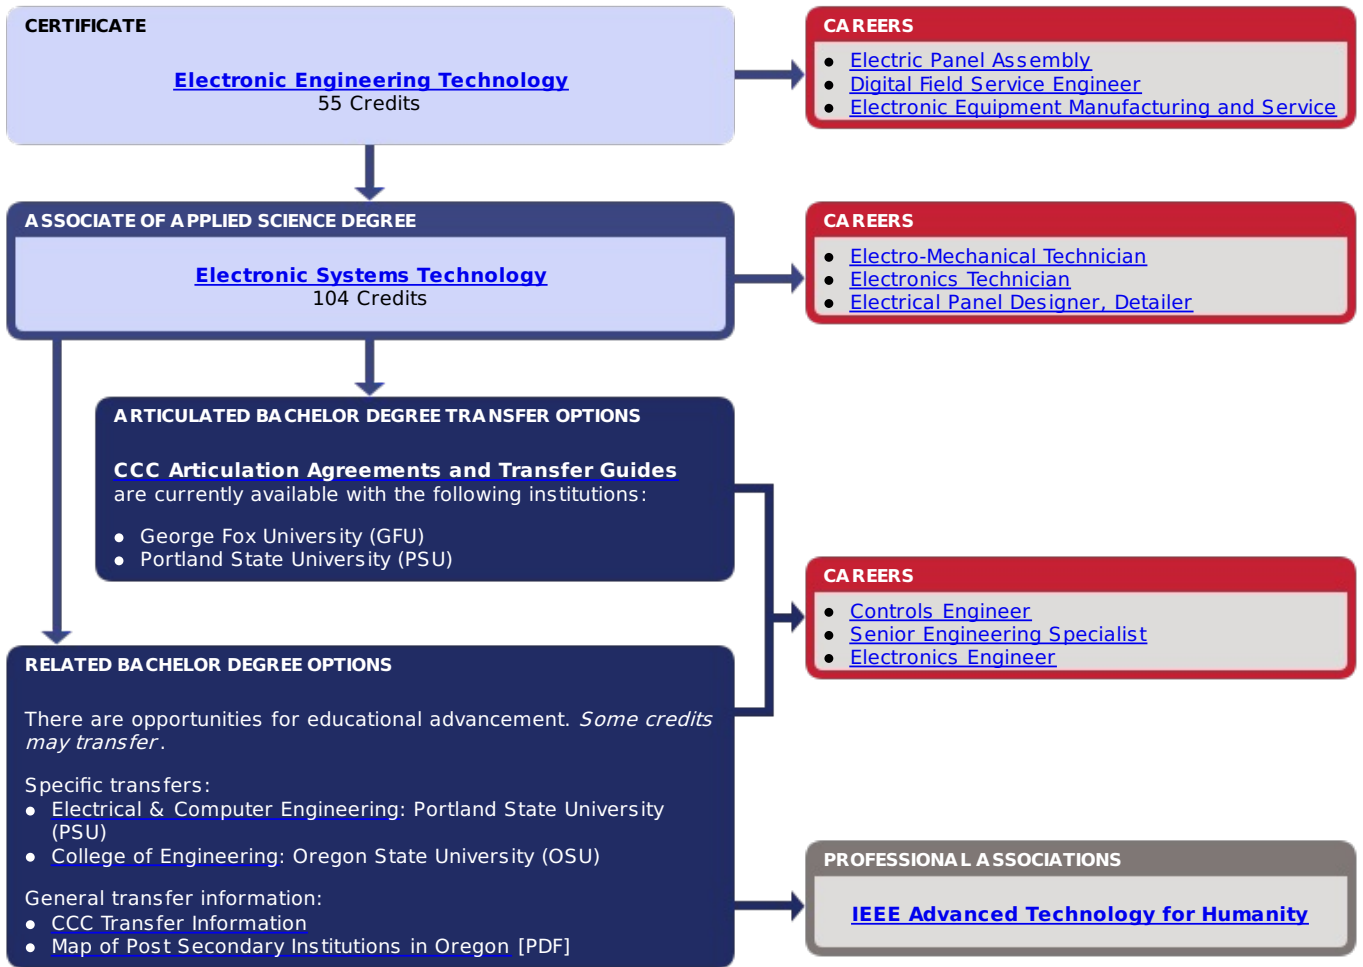 CERTIFICATE
Electronic Engineering Technology
55 Credits
CAREERS
Electric Panel Assembly
Digital Field Service Engineer
Electronic Equipment Manufacturing and Service
ASSOCIATE OF APPLIED SCIENCE DEGREE
Electronic Systems Technology
104 Credits
CAREERS
Electro-Mechanical Technician
Electronics Technician
Electrical Panel Designer, Detailer
ARTICULATED BACHELOR DEGREE TRANSFER OPTIONS
CCC Articulation Agreements and Transfer Guides
are currently available with the following institutions:
George Fox University (GFU)
Portland State University (PSU)
CAREERS
Controls Engineer
Senior Engineering Specialist
Electronics Engineer
RELATED BACHELOR DEGREE OPTIONS
There are opportunities for educational advancement. Some credits
may transfer.
Specific transfers:
Electrical & Computer Engineering: Portland State University
(PSU)
College of Engineering: Oregon State University (OSU)
General transfer information:
CCC Transfer Information
Map of Post Secondary Institutions in Oregon [PDF]
PROFESSIONAL ASSOCIATIONS
IEEE Advanced Technology for Humanity